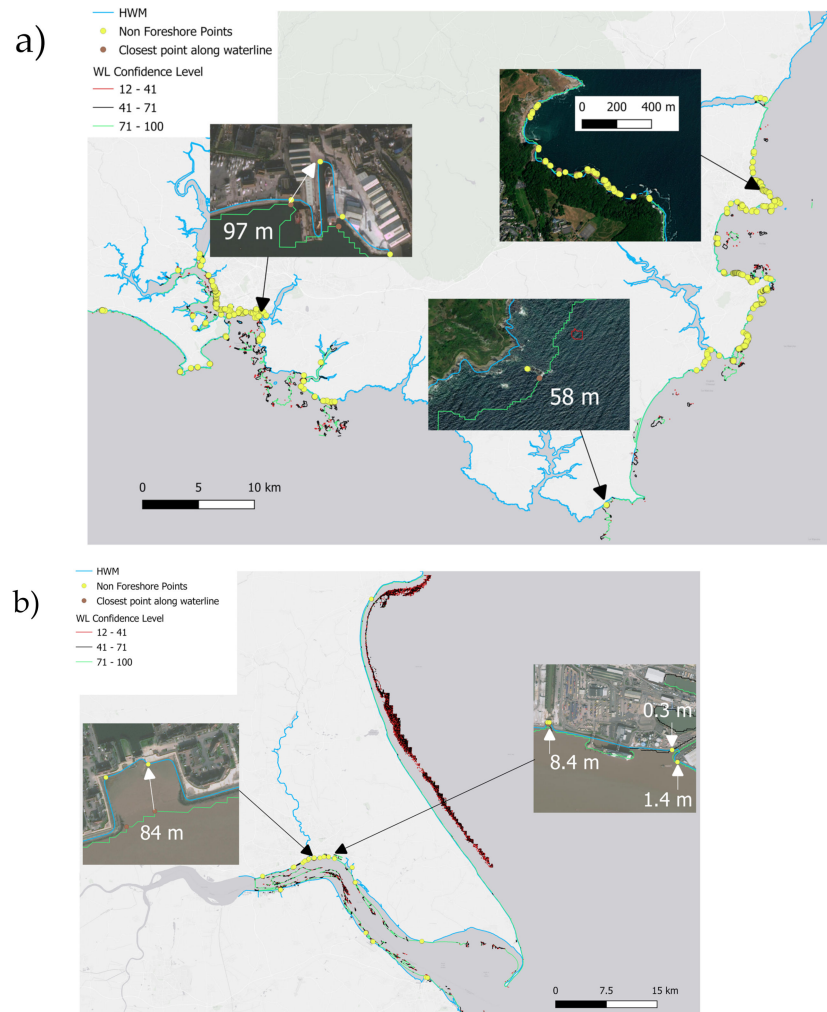 a)
HWM
Non Foreshore Points
Closest point along waterline
WL Confidence Level
12 - 41
41 - 71
71 - 100
0 200 400 m
97 m
58 m
0 5 10 km
b)
HWM
Non Foreshore Points
Closest point along waterline
WL Confidence Level
12 - 41
41 - 71
71 - 100
0.3 m
8.4 m
1.4 m
84 m
0 7.5 15 km